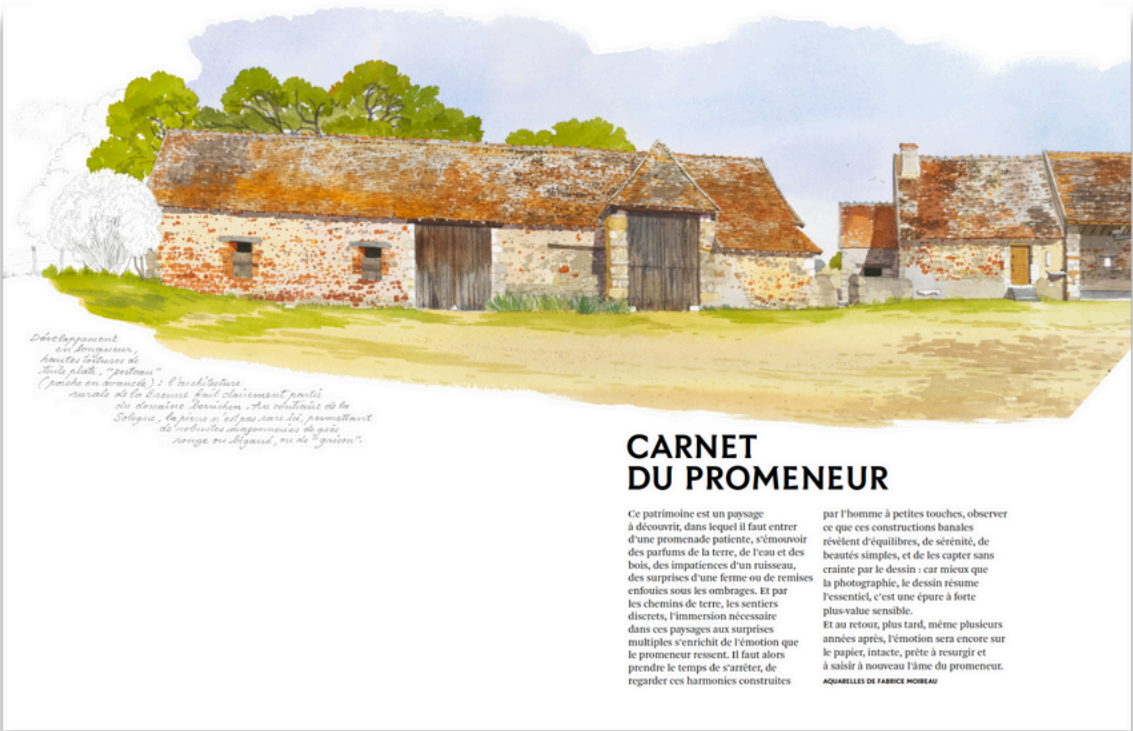 Développement
en longueur,
hautes toitures de
tuile plate, "porteau"
(porche en avancée) : l'architecture
rurale de la Brenne fait clairement partie
du domaine berrichon. Au contraire de la
Sologne, la pierre n'est pas rare ici, permettant
de robustes maçonneries de grès
rouge ou bigarré, ou de "grison".
CARNET
DU PROMENEUR
Ce patrimoine est un paysage
à découvrir, dans lequel il faut entrer
d'une promenade patiente, s'émouvoir
des parfums de la terre, de l'eau et des
bois, des impatiences d'un ruisseau,
des surprises d'une ferme ou de remises
enfouies sous les ombrages. Et par
les chemins de terre, les sentiers
discrets, l'immersion nécessaire
dans ces paysages aux surprises
multiples s'enrichit de l'émotion que
le promeneur ressent. Il faut alors
prendre le temps de s'arrêter, de
regarder ces harmonies construites
par l'homme à petites touches, observer
ce que ces constructions banales
révèlent d'équilibres, de sérénité, de
beautés simples, et de les capter sans
crainte par le dessin : car mieux que
la photographie, le dessin résume
l'essentiel, c'est une épure à forte
plus-value sensible.
Et au retour, plus tard, même plusieurs
années après, l'émotion sera encore sur
le papier, intacte, prête à resurgir et
à saisir à nouveau l'âme du promeneur.
AQUARELLES DE FABRICE MOIREAU